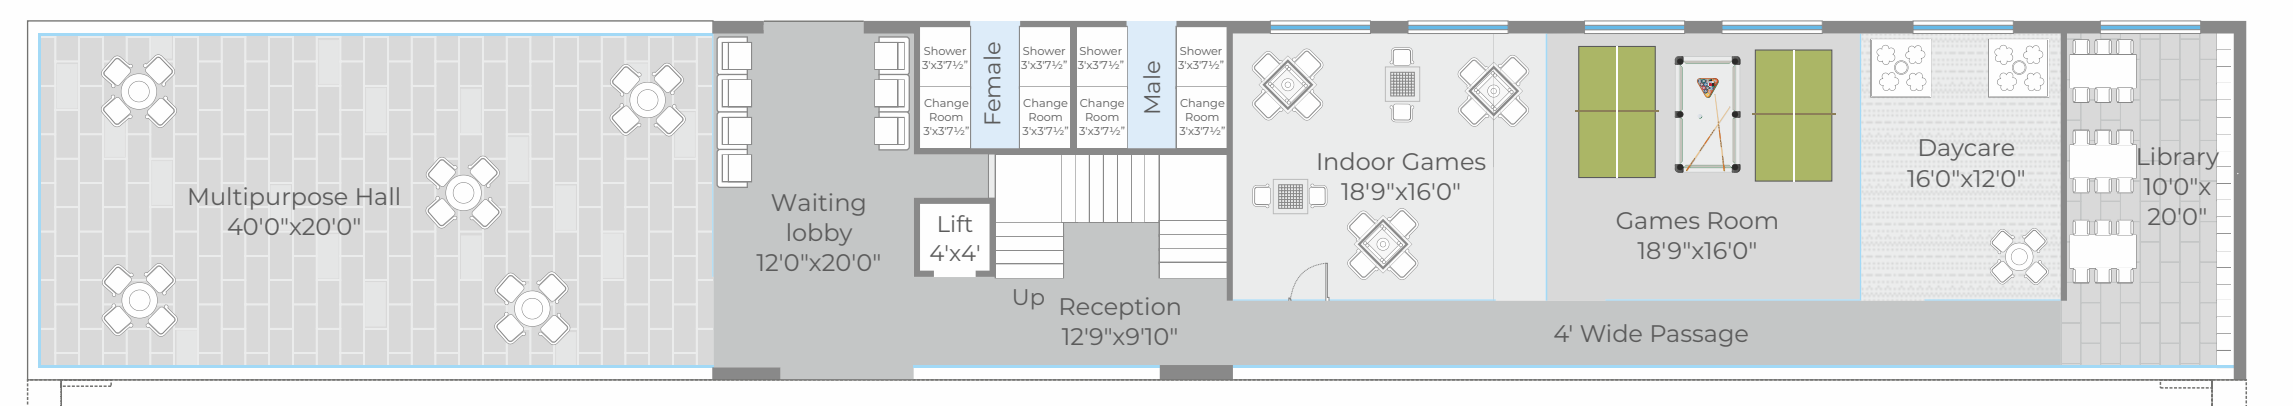 Multipurpose Hall
40'0"x20'0"
Waiting
lobby
12'0"x20'0"
Shower
3'x3'7½"
Change
Room
3'x3'7½"
Female
Shower
3'x3'7½"
Change
Room
3'x3'7½"
Shower
3'x3'7½"
Change
Room
3'x3'7½"
Male
Shower
3'x3'7½"
Change
Room
3'x3'7½"
Lift
4'x4'
Up
Reception
12'9"x9'10"
Indoor Games
18'9"x16'0"
Games Room
18'9"x16'0"
Daycare
16'0"x12'0"
Library
10'0"x
20'0"
4' Wide Passage